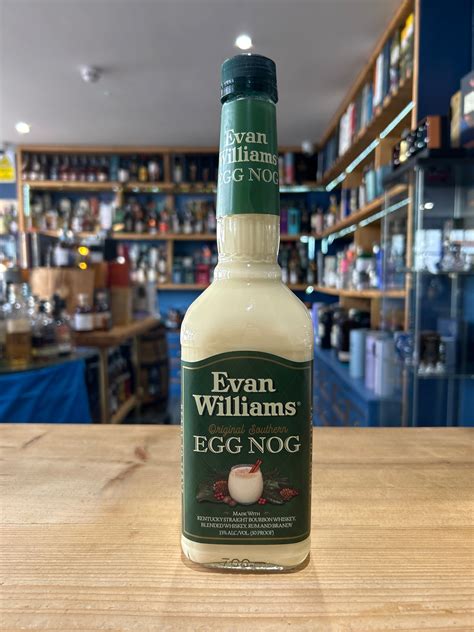 Evan
Williams
EGG NOG
Evan
Williams®
Original Southern
EGG NOG
MADE WITH
KENTUCKY STRAIGHT BOURBON WHISKEY,
BLENDED WHISKEY, RUM AND BRANDY
15% ALC/VOL. (30 PROOF)